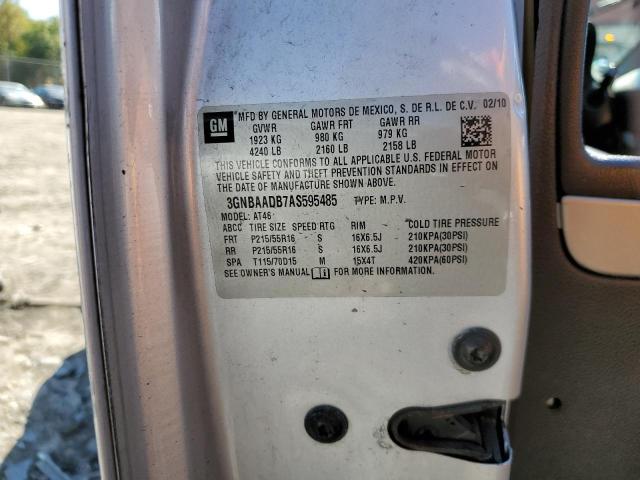 GM
MFD BY GENERAL MOTORS DE MEXICO, S. DE R.L. DE C.V. 02/10
GVWR GAWR FRT GAWR RR
1923 KG 980 KG 979 KG
4240 LB 2160 LB 2158 LB
THIS VEHICLE CONFORMS TO ALL APPLICABLE U.S. FEDERAL MOTOR
VEHICLE SAFETY AND THEFT PREVENTION STANDARDS IN EFFECT ON
THE DATE OF MANUFACTURE SHOWN ABOVE.
3GNBAADB7AS595485 TYPE: M.P.V.
MODEL: AT46
ABCC TIRE SIZE SPEED RTG RIM COLD TIRE PRESSURE
FRT P215/55R16 S 16X6.5J 210KPA(30PSI)
RR P215/55R16 S 16X6.5J 210KPA(30PSI)
SPA T115/70D15 M 15X4T 420KPA(60PSI)
SEE OWNER'S MANUAL FOR MORE INFORMATION.